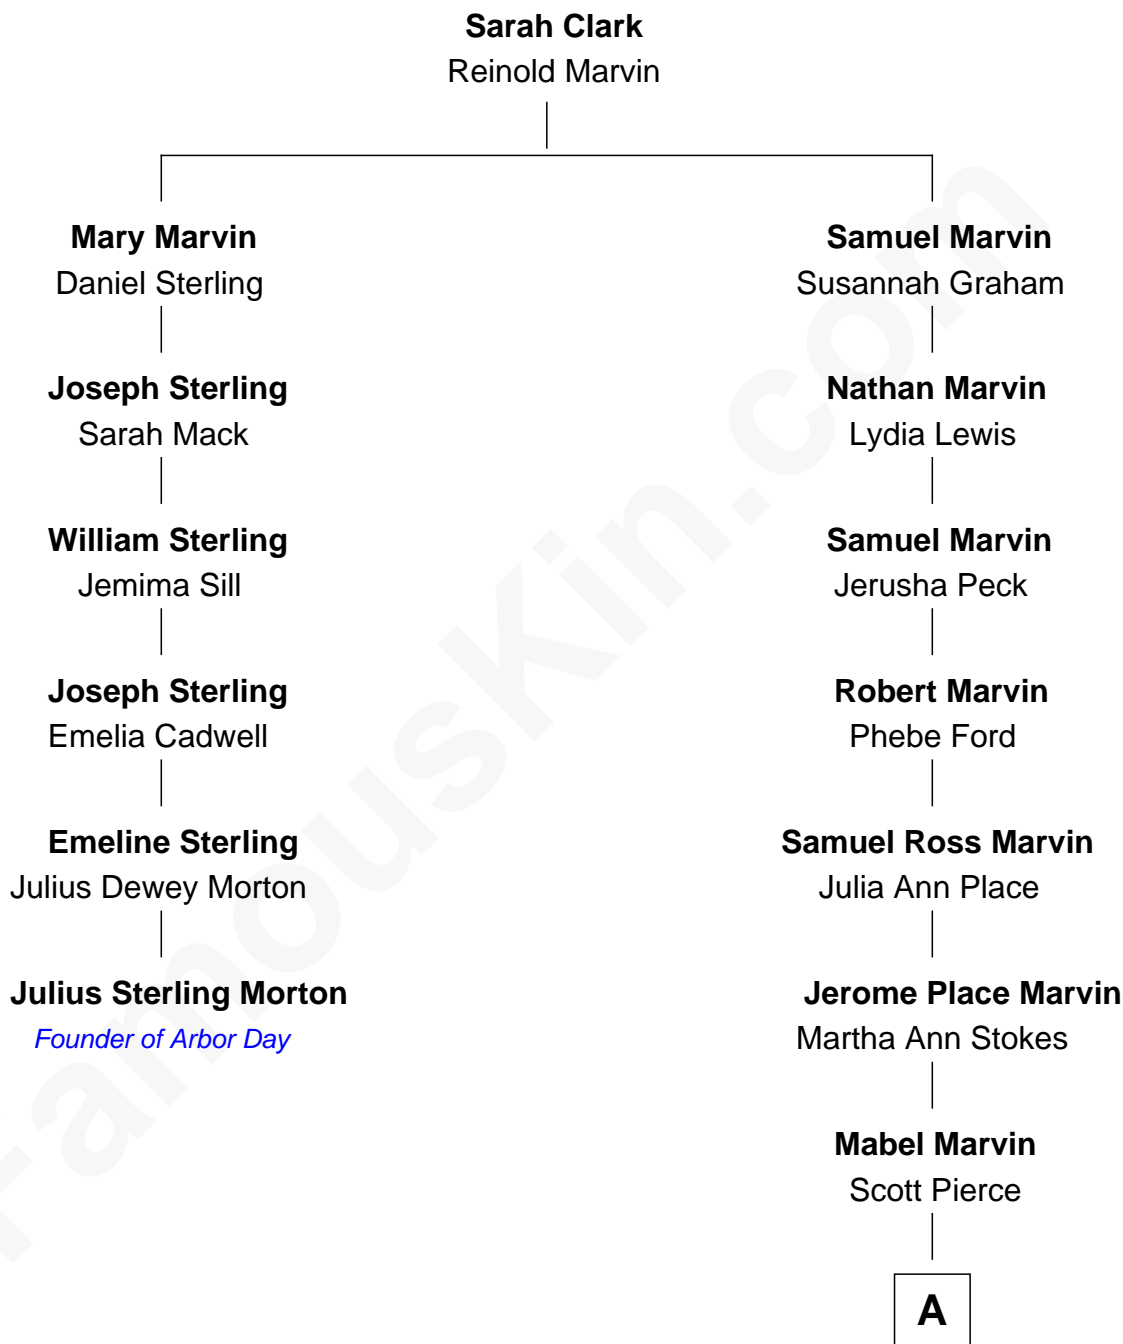 Sarah Clark
Reinold Marvin
Mary Marvin
Daniel Sterling
Samuel Marvin
Susannah Graham
Joseph Sterling
Sarah Mack
Nathan Marvin
Lydia Lewis
William Sterling
Jemima Sill
Samuel Marvin
Jerusha Peck
Joseph Sterling
Emelia Cadwell
Robert Marvin
Phebe Ford
Emeline Sterling
Julius Dewey Morton
Samuel Ross Marvin
Julia Ann Place
Julius Sterling Morton
Founder of Arbor Day
Jerome Place Marvin
Martha Ann Stokes
Mabel Marvin
Scott Pierce
A
FamousKin.com